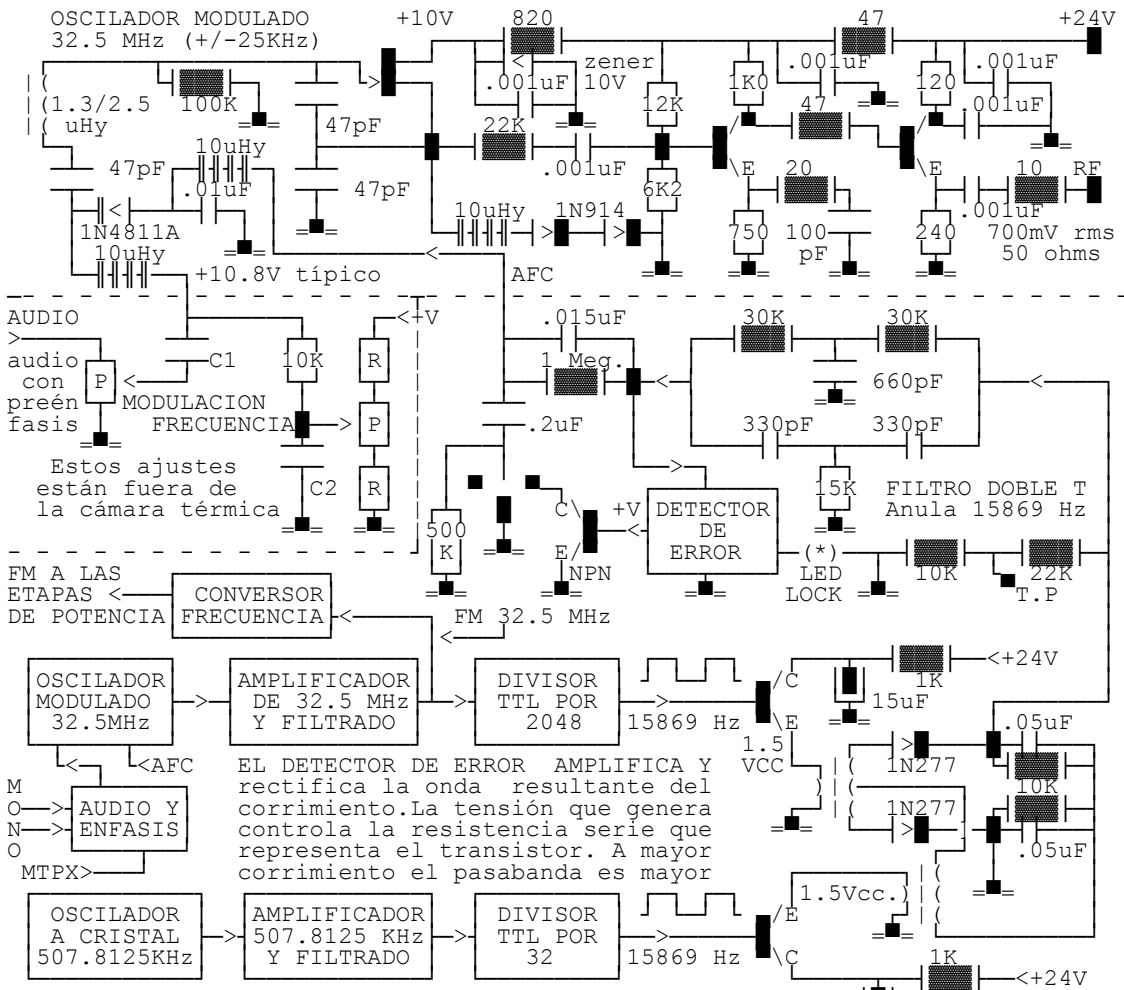 OSCILADOR MODULADO +10V 820 47 +24V
32.5 MHz (+/-25KHz)
zener
.001uF 10V 1K0 .001uF 120 .001uF
(1.3/2.5 100K 12K 47 .001uF
uHy 47pF 22K
10uHy
47pF .001uF \E 20 \E 10 RF
.01uF 47pF 6K2
10uHy 1N914 .001uF
1N4811A 750 100 240 700mV rms
10uHy pF 50 ohms
+10.8V típico AFC
AUDIO +V .015uF 30K 30K
audio C1 10K R 1 Meg.
con P 660pF
preén MODULACION
fasis FRECUENCIA P .2uF 330pF 330pF
Estos ajustes
están fuera de C2 R 15K FILTRO DOBLE T
la cámara térmica C\ +V DETECTOR Anula 15869 Hz
500 DE
K E/ ERROR (*)
FM A LAS NPN LED 10K 22K
ETAPAS CONVERSOR LOCK T.P
DE POTENCIA FRECUENCIA FM 32.5 MHz
+24V
OSCILADOR AMPLIFICADOR DIVISOR /C 1K
MODULADO DE 32.5 MHz TTL POR 15uF
32.5MHz Y FILTRADO 2048 15869 Hz \E .05uF
1.5
AFC EL DETECTOR DE ERROR AMPLIFICA Y VCC 1N277
M rectifica la onda resultante del 10K
O AUDIO Y corrimiento.La tensión que genera 1N277
N ENFASIS controla la resistencia serie que
O representa el transistor. A mayor .05uF
MTPX> corrimiento el pasabanda es mayor
1.5Vcc.
OSCILADOR AMPLIFICADOR DIVISOR /E
A CRISTAL 507.8125 KHz TTL POR
507.8125KHz Y FILTRADO 32 15869 Hz \C 1K
+24V